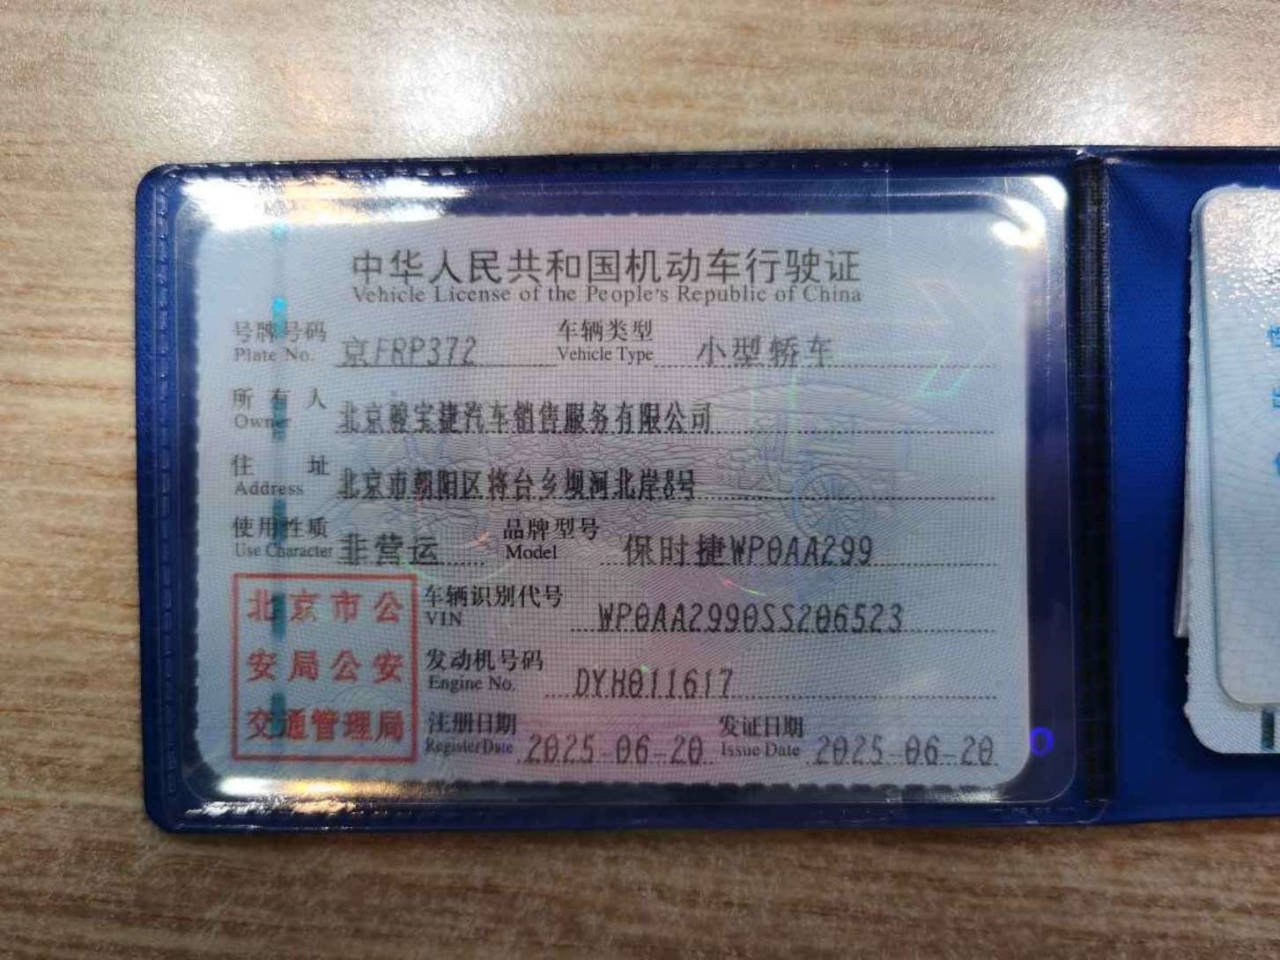 中华人民共和国机动车行驶证
Vehicle License of the People's Republic of China
号牌号码 京FRP372 车辆类型 小型轿车
Plate No. Vehicle Type
所有人 北京骏宝捷汽车销售服务有限公司
Owner
住址 北京市朝阳区将台乡坝河北岸8号
Address
使用性质 非营运 品牌型号 保时捷WP0AA299
Use Character Model
北京市公
安局公安
交通管理局
车辆识别代号 WP0AA2990SS206523
VIN
发动机号码 DYH011617
Engine No.
注册日期 2025-06-20 发证日期 2025-06-20
Register Date Issue Date